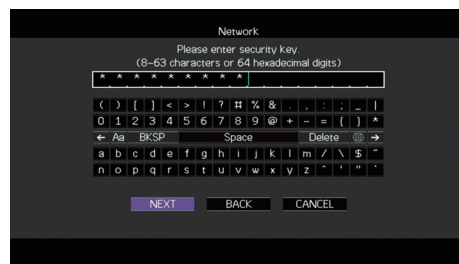 Network
Please enter security key.
(8–63 characters or 64 hexadecimal digits)
* * * * * * * * *
( ) [ ] < > ! ? # % & . , : ; _ |
0 1 2 3 4 5 6 7 8 9 @ + - = { } *
← Aa BKSP Space Delete →
a b c d e f g h i j k l m / \ $ ~
n o p q r s t u v w x y z ^ ' " `
NEXT BACK CANCEL